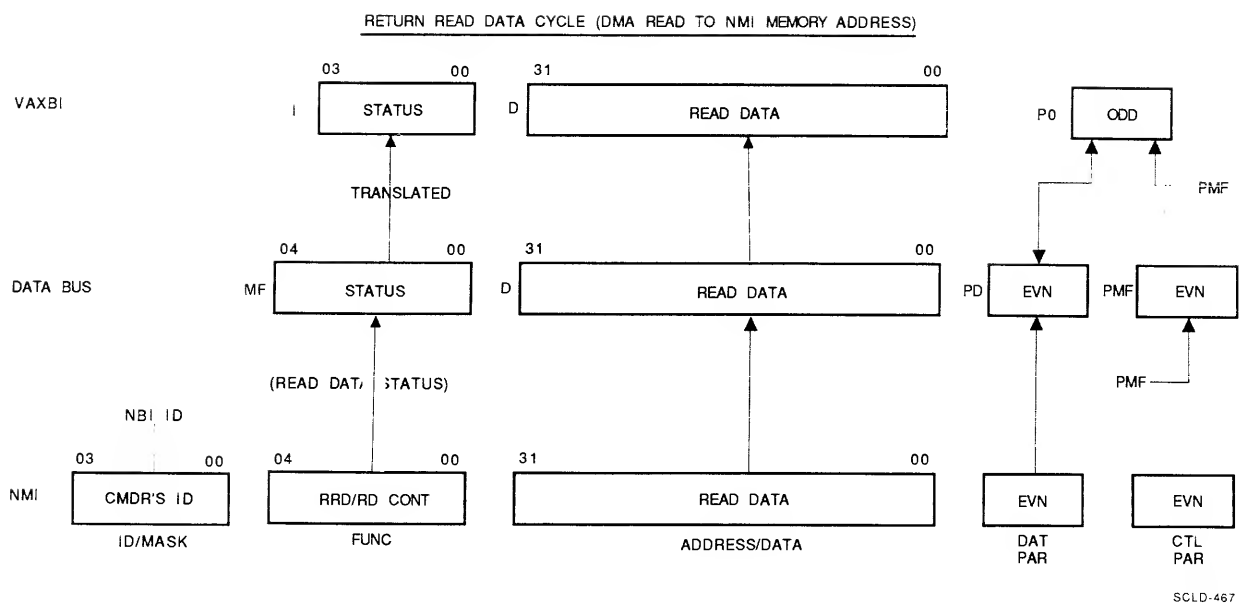 RETURN READ DATA CYCLE (DMA READ TO NMI MEMORY ADDRESS)
03 00 31 00
VAXBI I STATUS D READ DATA P0 ODD
TRANSLATED PMF
04 00 31 00
DATA BUS MF STATUS D READ DATA PD EVN PMF EVN
(READ DATA STATUS) PMF
NBI ID
03 00 04 00 31 00
NMI CMDR'S ID RRD/RD CONT READ DATA EVN EVN
ID/MASK FUNC ADDRESS/DATA DAT CTL
PAR PAR
SCLD-467